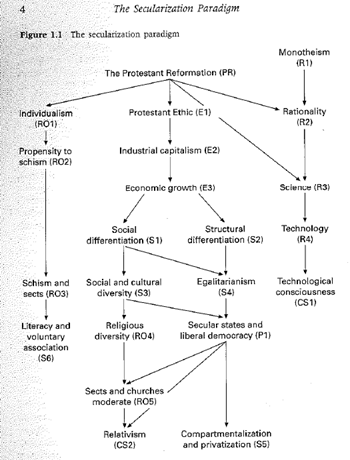 4 The Secularization Paradigm
Figure 1.1 The secularization paradigm
Monotheism
(R1)
The Protestant Reformation (PR)
Individualism
(RO1)
Protestant Ethic (E1)
Rationality
(R2)
Propensity to
schism (RO2)
Industrial capitalism (E2)
Economic growth (E3)
Science (R3)
Social
differentiation (S1)
Structural
differentiation (S2)
Technology
(R4)
Schism and
sects (RO3)
Social and cultural
diversity (S3)
Egalitarianism
(S4)
Technological
consciousness
(CS1)
Literacy and
voluntary
association
(S6)
Religious
diversity (RO4)
Secular states and
liberal democracy (P1)
Sects and churches
moderate (RO5)
Relativism
(CS2)
Compartmentalization
and privatization (S5)